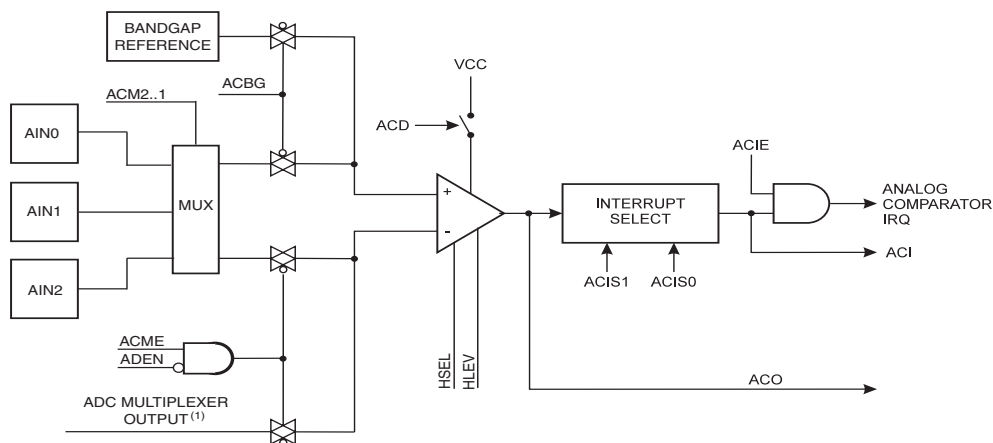 BANDGAP
REFERENCE
ACBG
ACM2..1
AIN0
AIN1
AIN2
MUX
VCC
ACD
+
-
HSEL
HLEV
INTERRUPT
SELECT
ACIS1
ACIS0
ACIE
ANALOG
COMPARATOR
IRQ
ACI
ACO
ACME
ADEN
ADC MULTIPLEXER
OUTPUT (1)